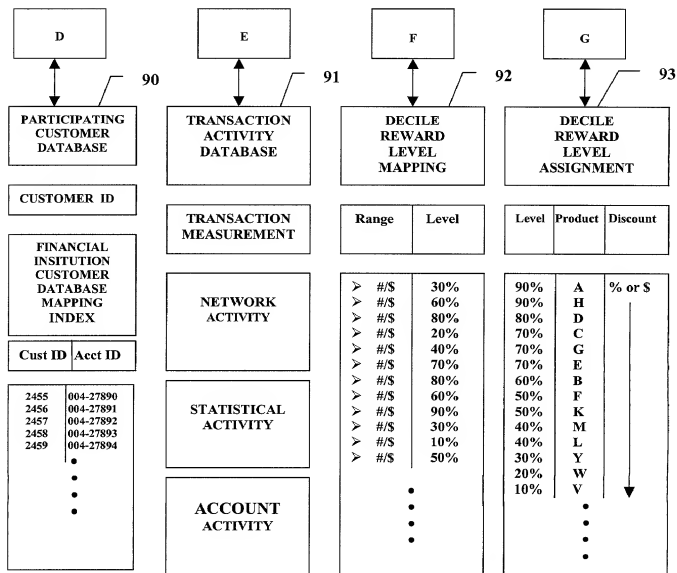 D
90
PARTICIPATING
CUSTOMER
DATABASE
CUSTOMER ID
FINANCIAL
INSITUTION
CUSTOMER
DATABASE
MAPPING
INDEX
Cust ID Acct ID
2455 004-27890
2456 004-27891
2457 004-27892
2458 004-27893
2459 004-27894
E
91
TRANSACTION
ACTIVITY
DATABASE
TRANSACTION
MEASUREMENT
NETWORK
ACTIVITY
STATISTICAL
ACTIVITY
ACCOUNT
ACTIVITY
F
92
DECILE
REWARD
LEVEL
MAPPING
Range Level
➢ #/$ 30%
➢ #/$ 60%
➢ #/$ 80%
➢ #/$ 20%
➢ #/$ 40%
➢ #/$ 70%
➢ #/$ 80%
➢ #/$ 60%
➢ #/$ 90%
➢ #/$ 30%
➢ #/$ 10%
➢ #/$ 50%
G
93
DECILE
REWARD
LEVEL
ASSIGNMENT
Level Product Discount
90% A % or $
90% H
80% D
70% C
70% G
70% E
60% B
50% F
50% K
40% M
40% L
30% Y
20% W
10% V